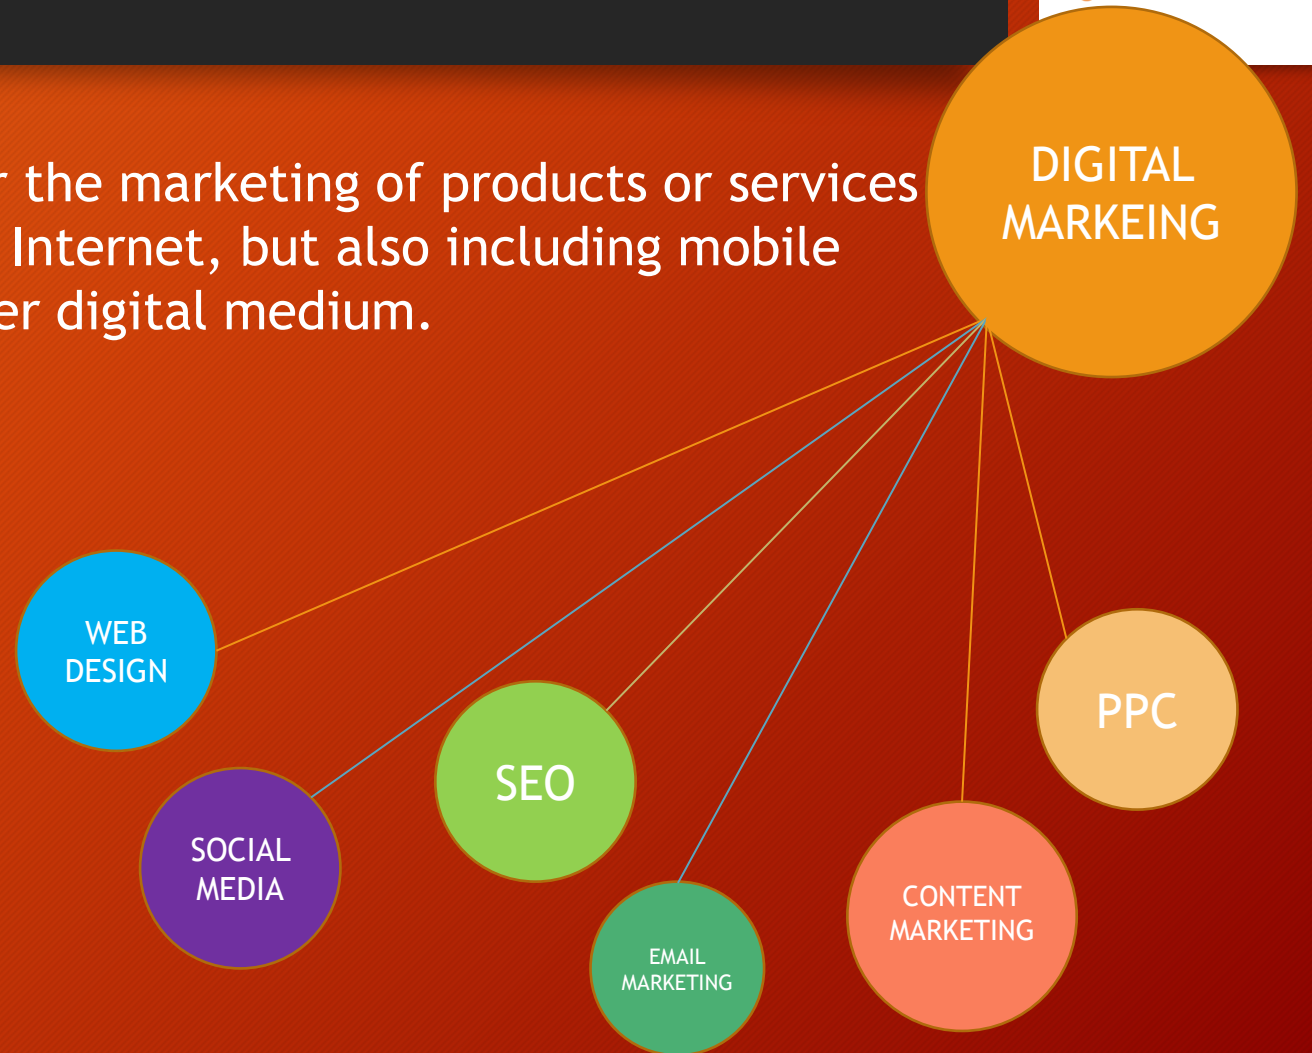 r the marketing of products or services
Internet, but also including mobile
er digital medium.
DIGITAL
MARKEING
WEB
DESIGN
SOCIAL
MEDIA
SEO
EMAIL
MARKETING
CONTENT
MARKETING
PPC